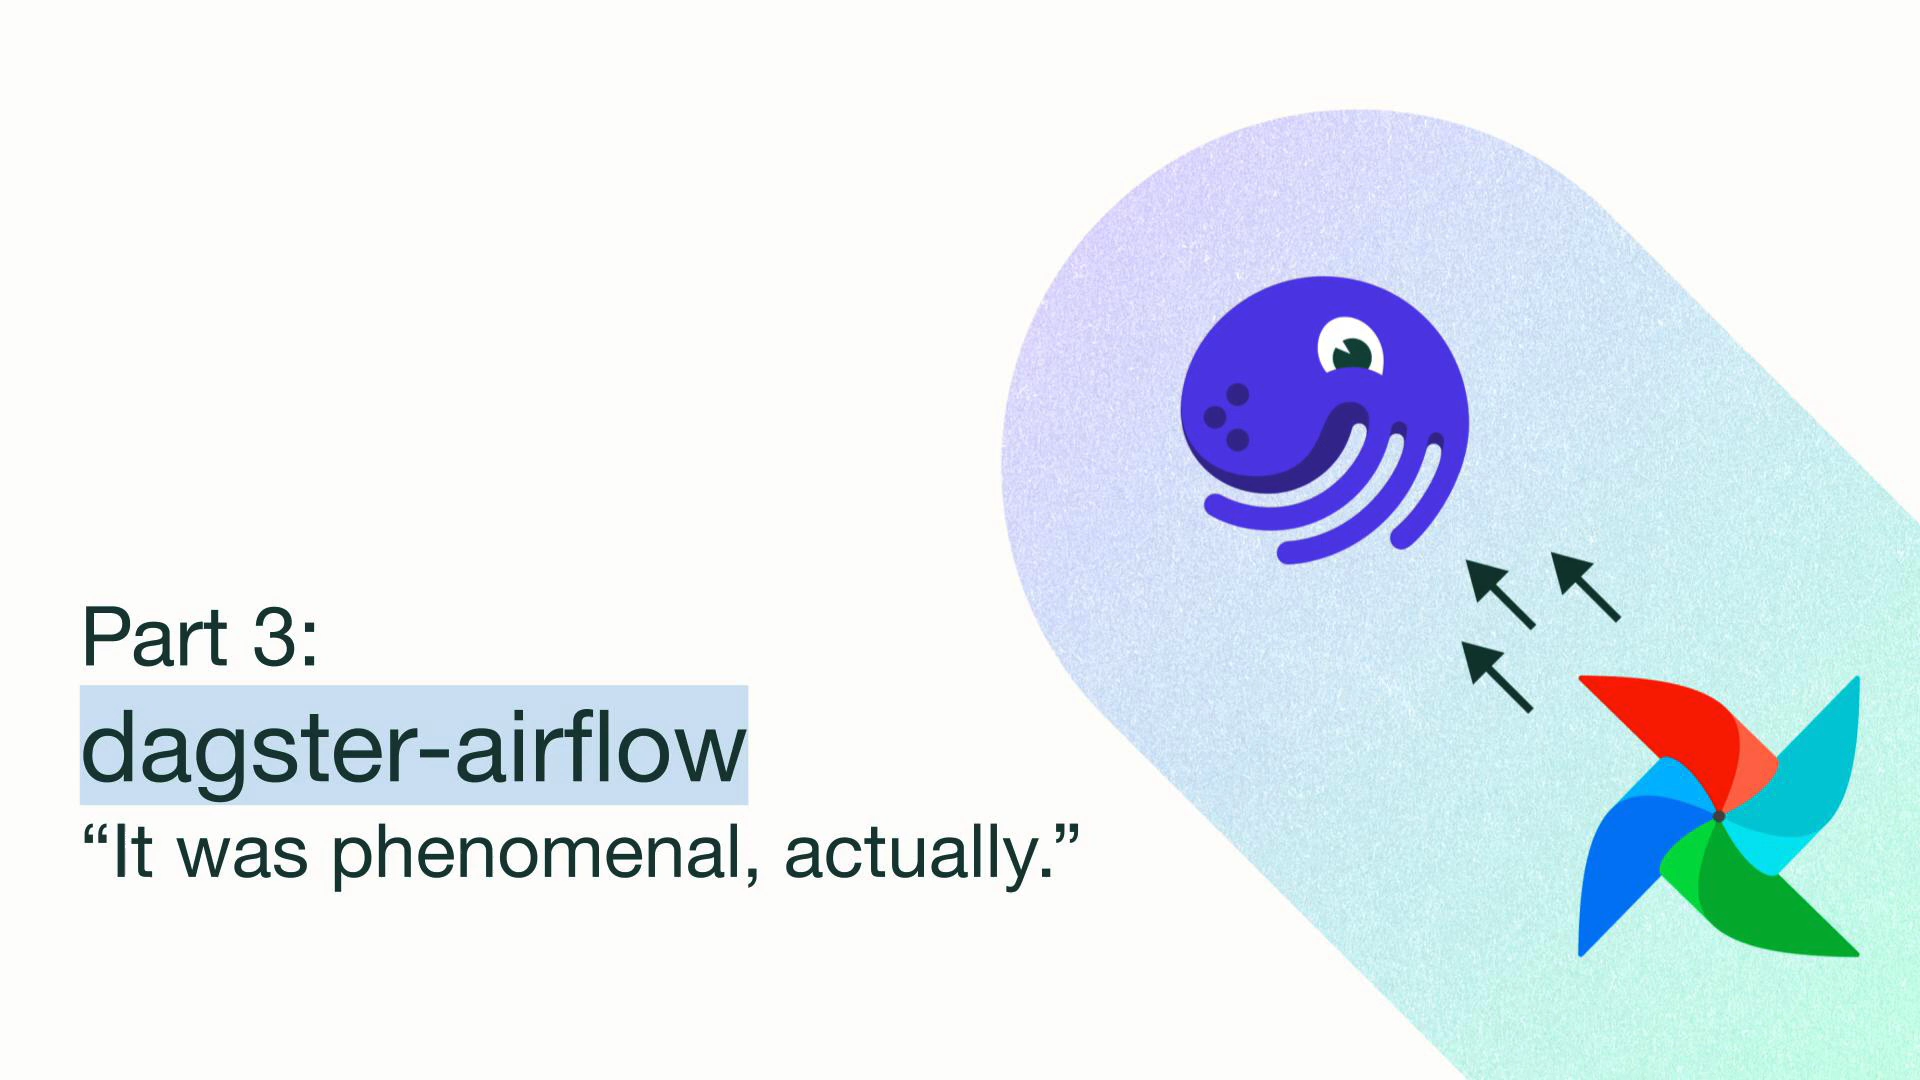 Part 3:
dagster-airflow
“It was phenomenal, actually.”